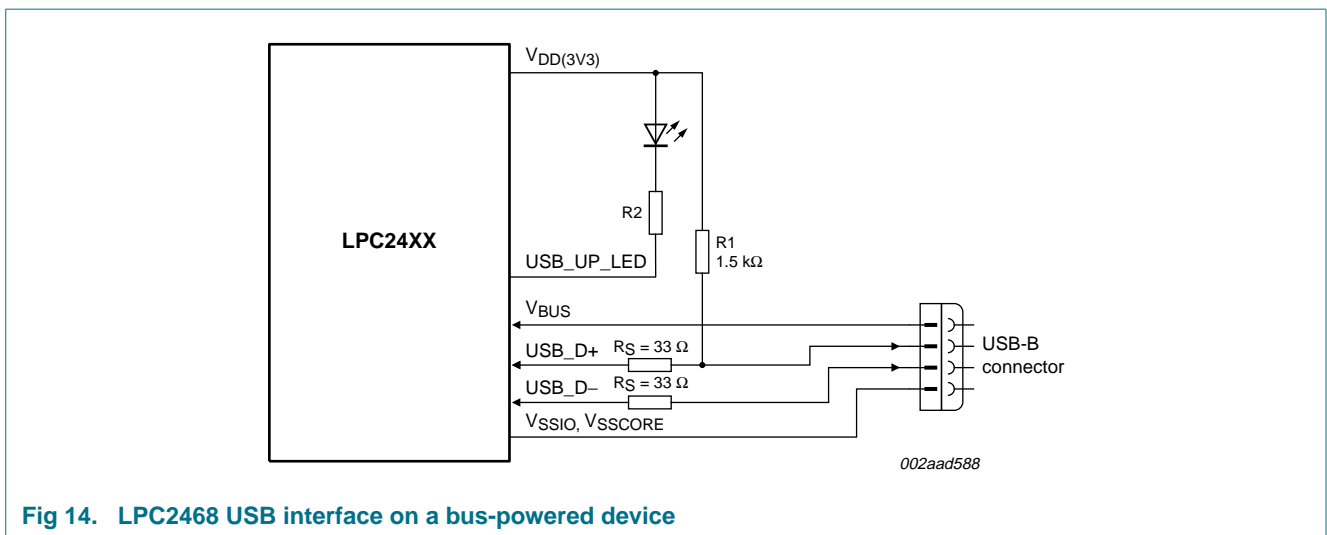 VDD(3V3)
R2
LPC24XX
R1
1.5 kΩ
USB_UP_LED
VBUS
USB_D+
RS = 33 Ω
USB-B
connector
USB_D−
RS = 33 Ω
VSSIO, VSSCORE
002aad588
Fig 14. LPC2468 USB interface on a bus-powered device